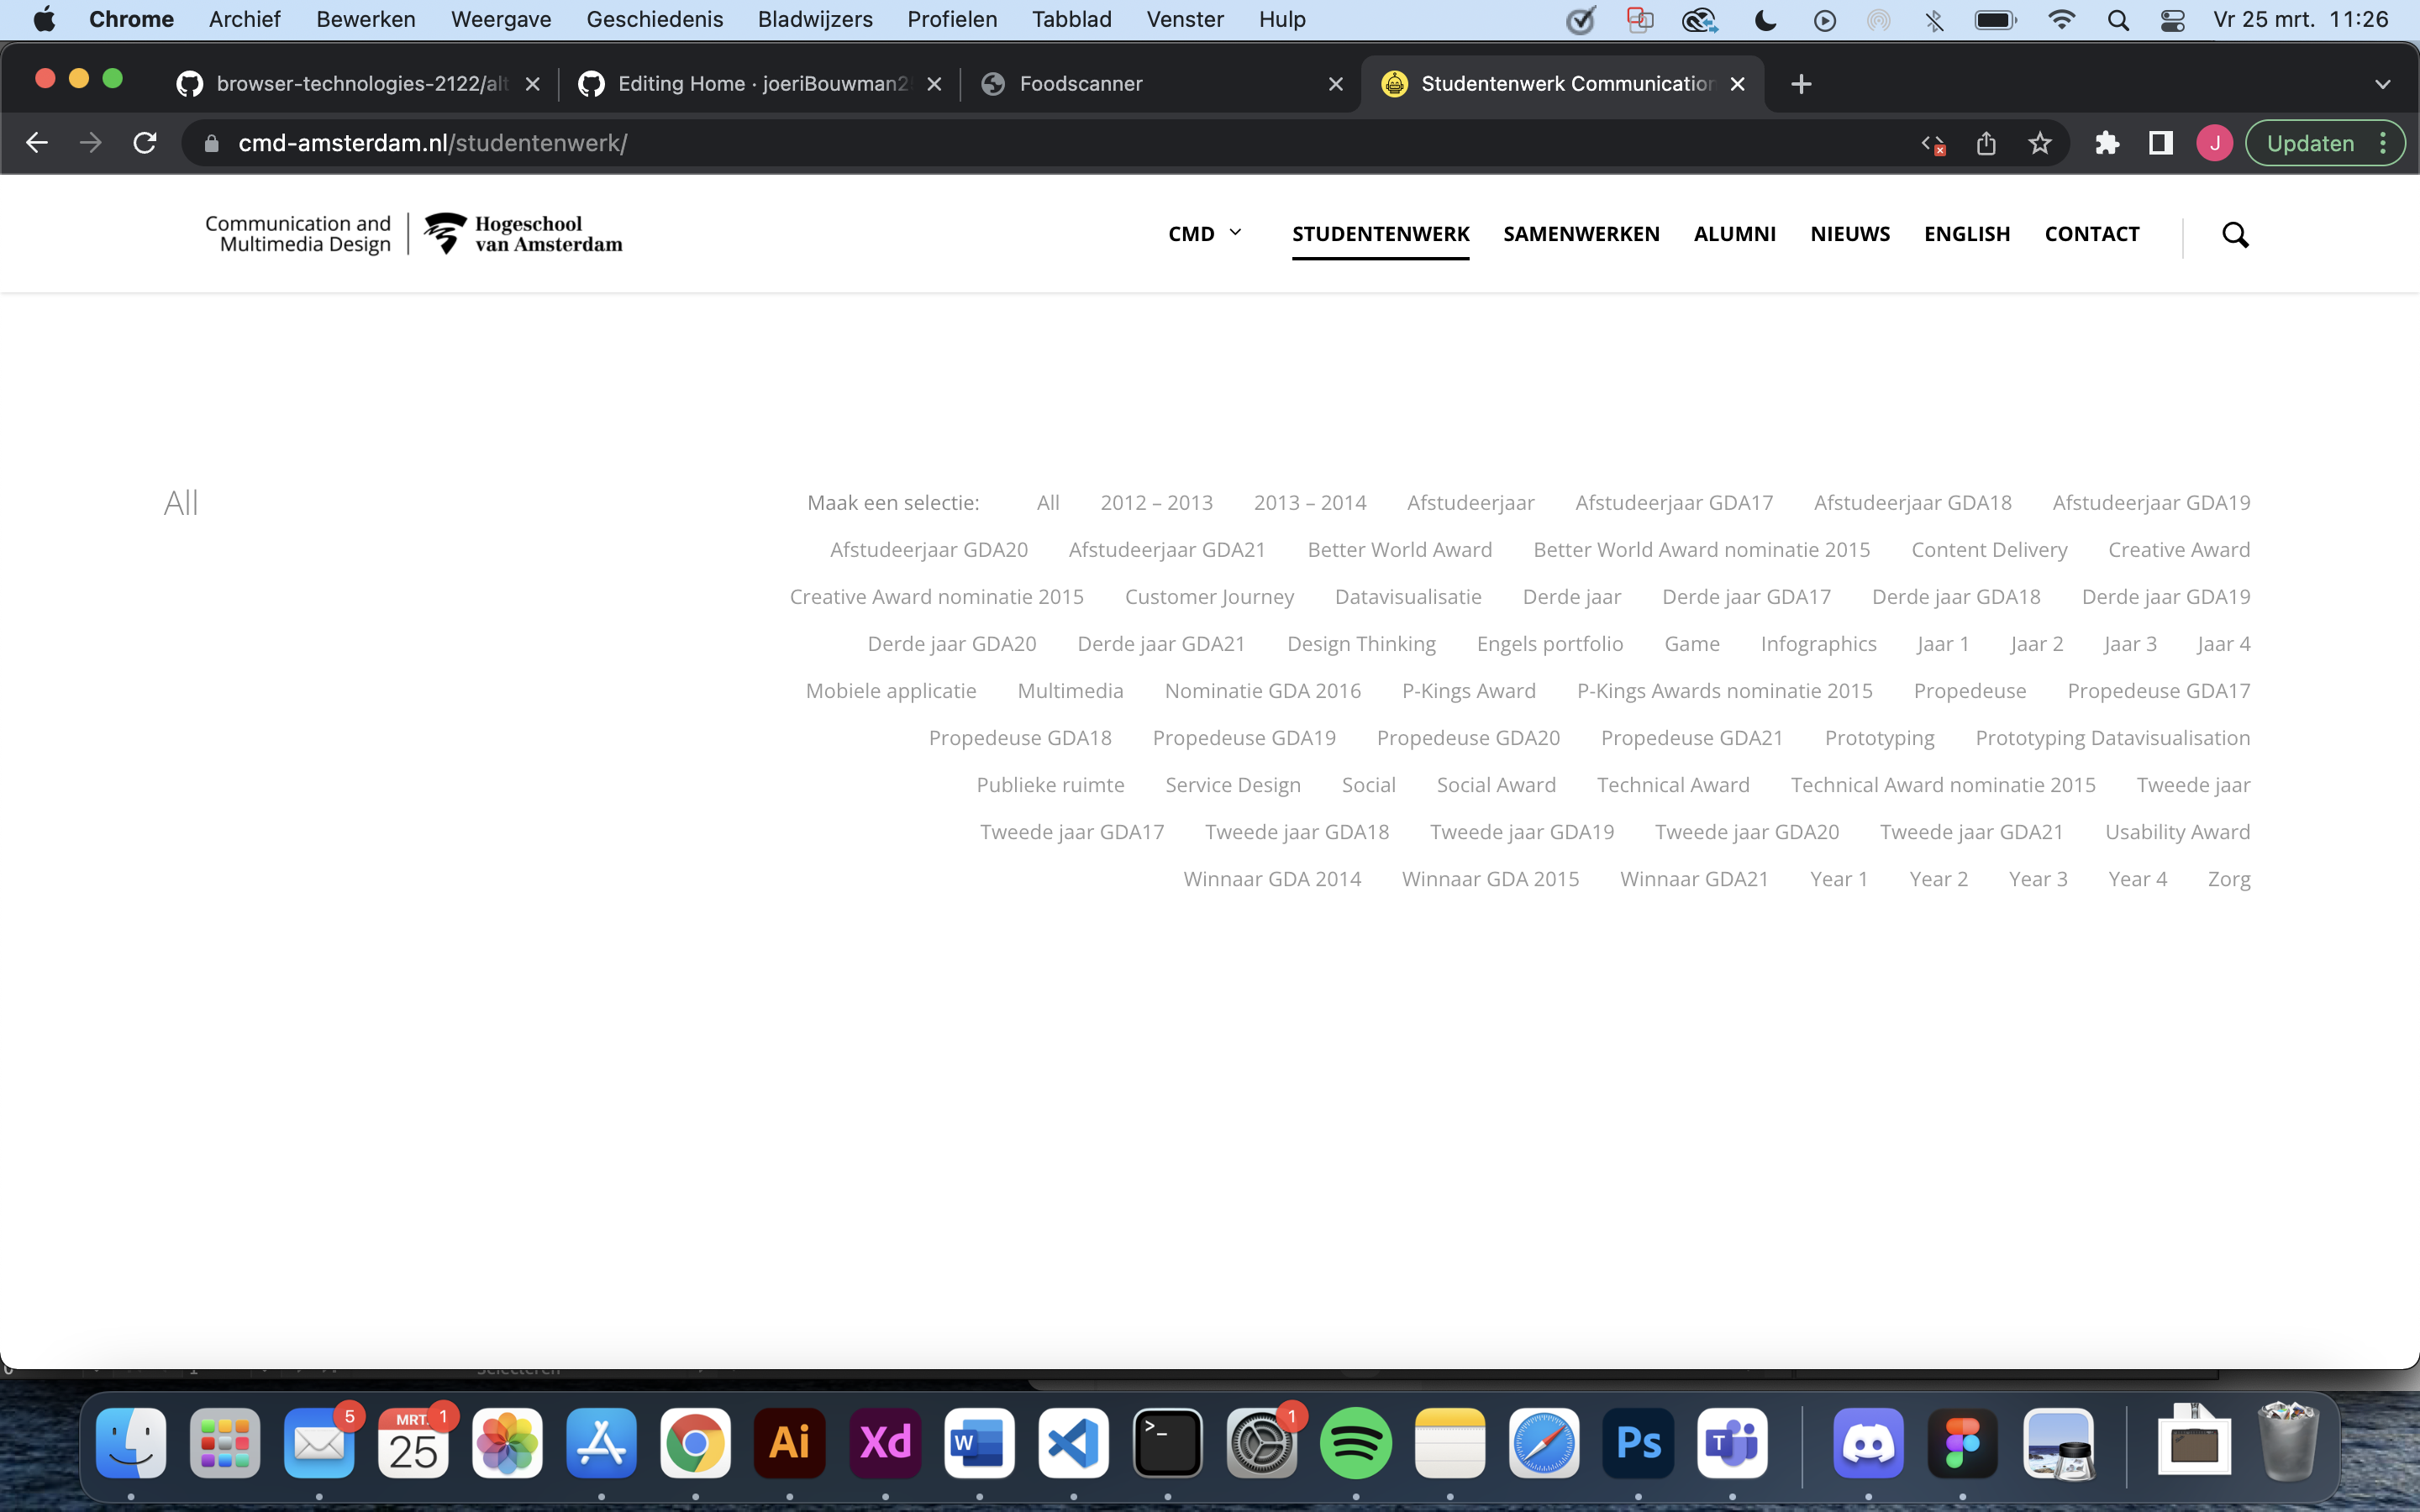 Chrome Archief Bewerken Weergave Geschiedenis Bladwijzers Profielen Tabblad Venster Hulp Vr 25 mrt. 11:26
browser-technologies-2122/alt Editing Home · joeriBouwman2 Foodscanner Studentenwerk Communication
cmd-amsterdam.nl/studentenwerk/ J Updaten
Communication and Multimedia Design
Hogeschool van Amsterdam
CMD STUDENTENWERK SAMENWERKEN ALUMNI NIEUWS ENGLISH CONTACT
All
Maak een selectie: All 2012 – 2013 2013 – 2014 Afstudeerjaar Afstudeerjaar GDA17 Afstudeerjaar GDA18 Afstudeerjaar GDA19
Afstudeerjaar GDA20 Afstudeerjaar GDA21 Better World Award Better World Award nominatie 2015 Content Delivery Creative Award
Creative Award nominatie 2015 Customer Journey Datavisualisatie Derde jaar Derde jaar GDA17 Derde jaar GDA18 Derde jaar GDA19
Derde jaar GDA20 Derde jaar GDA21 Design Thinking Engels portfolio Game Infographics Jaar 1 Jaar 2 Jaar 3 Jaar 4
Mobiele applicatie Multimedia Nominatie GDA 2016 P-Kings Award P-Kings Awards nominatie 2015 Propedeuse Propedeuse GDA17
Propedeuse GDA18 Propedeuse GDA19 Propedeuse GDA20 Propedeuse GDA21 Prototyping Prototyping Datavisualisation
Publieke ruimte Service Design Social Social Award Technical Award Technical Award nominatie 2015 Tweede jaar
Tweede jaar GDA17 Tweede jaar GDA18 Tweede jaar GDA19 Tweede jaar GDA20 Tweede jaar GDA21 Usability Award
Winnaar GDA 2014 Winnaar GDA 2015 Winnaar GDA21 Year 1 Year 2 Year 3 Year 4 Zorg
5 MRT. 1 25 Ai Xd W >_ 1 Ps T